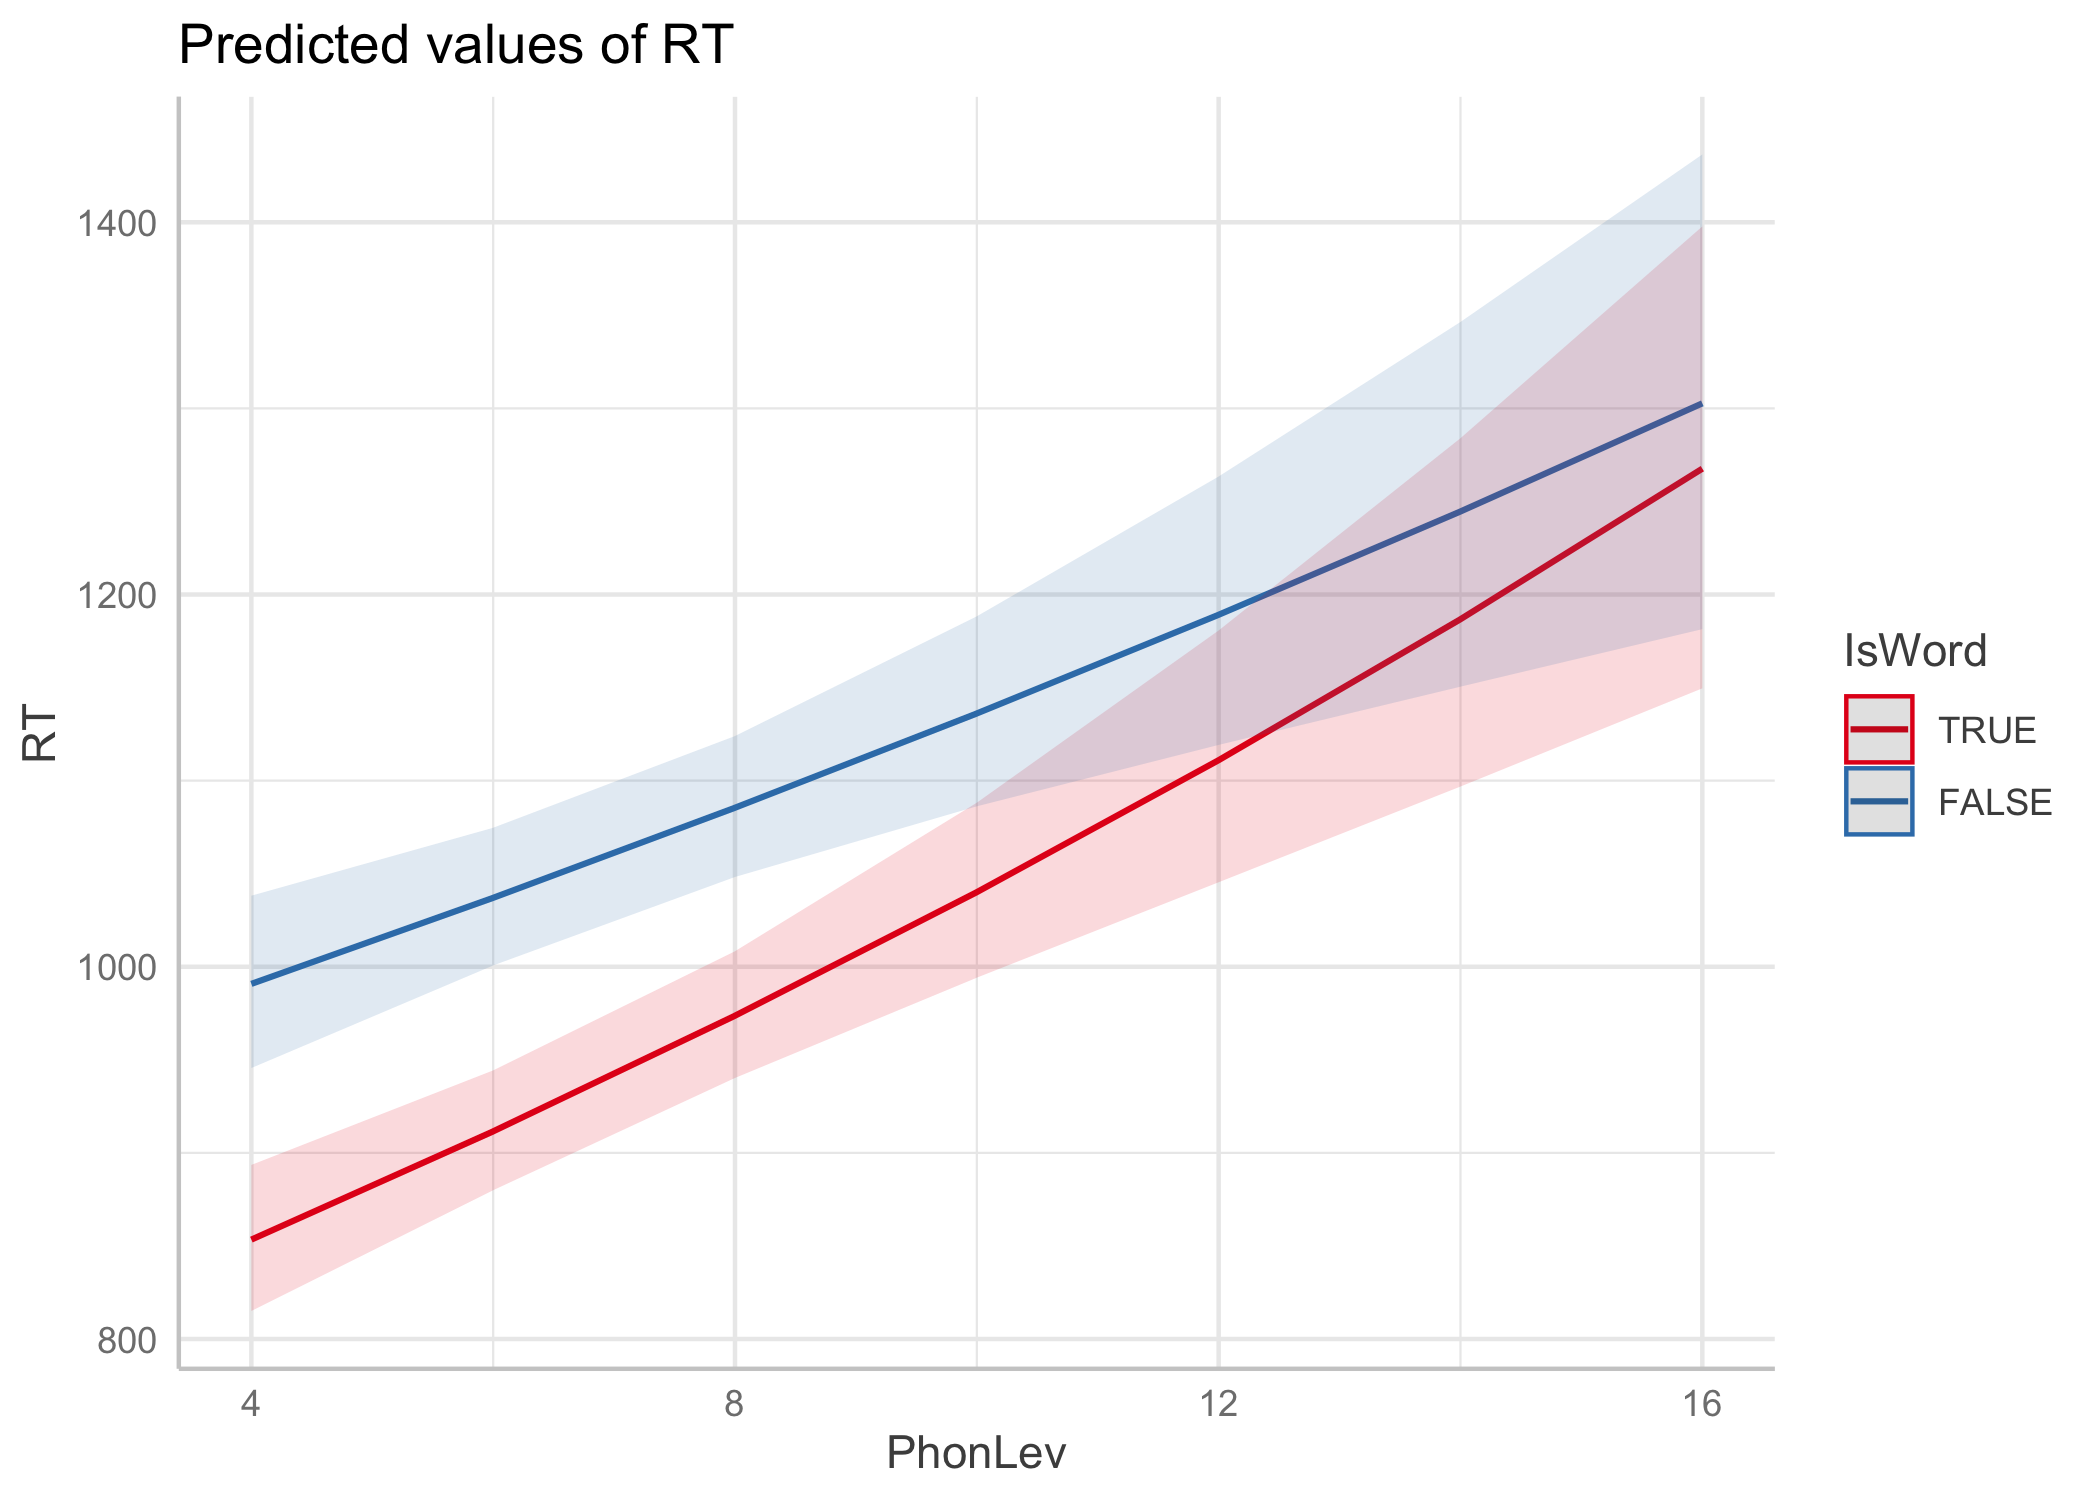 Predicted values of RT
1400
1200
1000
800
RT
4 8 12 16
PhonLev
IsWord
TRUE
FALSE